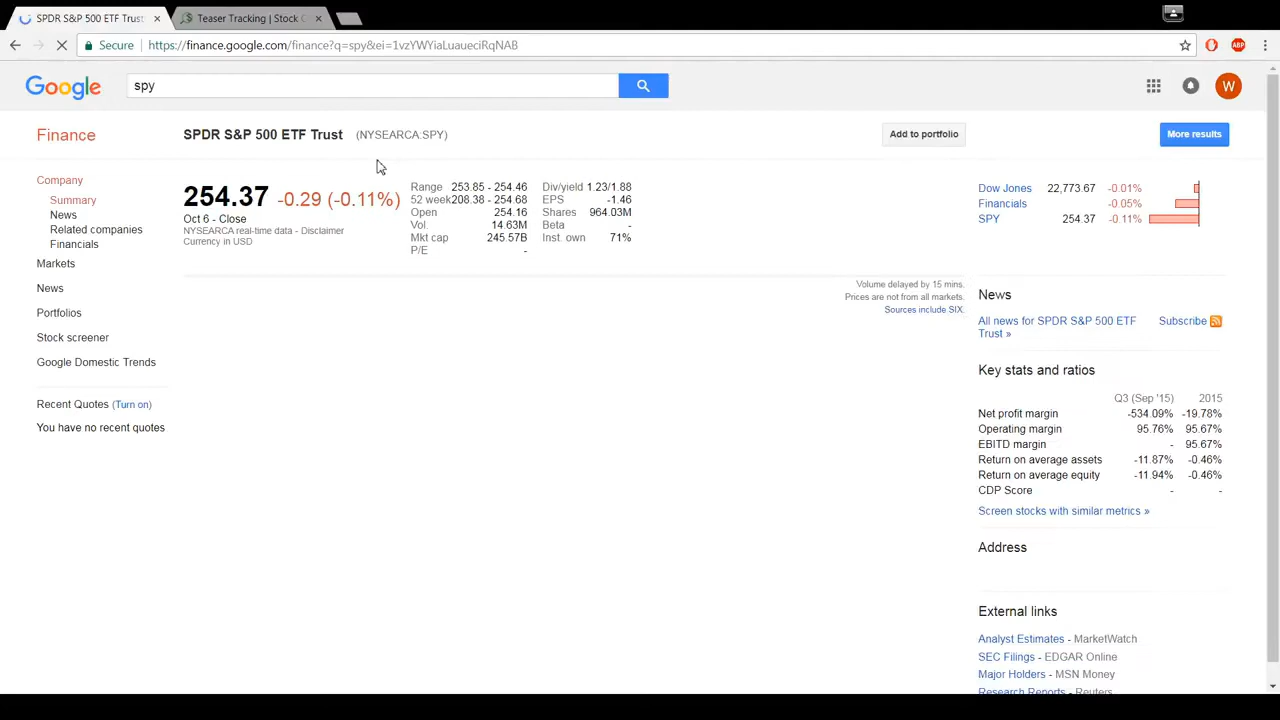 SPDR S&P 500 ETF Trust
Teaser Tracking | Stock G
Secure
https://finance.google.com/finance?q=spy&ei=1vzYWYiaLuaueciRqNAB
ABP
Google
spy
W
Finance
SPDR S&P 500 ETF Trust (NYSEARCA:SPY)
Add to portfolio
More results
Company
Summary
News
Related companies
Financials
Markets
News
Portfolios
Stock screener
Google Domestic Trends
Recent Quotes (Turn on)
You have no recent quotes
254.37 -0.29 (-0.11%)
Oct 6 - Close
NYSEARCA real-time data - Disclaimer
Currency in USD
Range 253.85 - 254.46
52 week 208.38 - 254.68
Open 254.16
Vol. 14.63M
Mkt cap 245.57B
P/E -
Div/yield 1.23/1.88
EPS -1.46
Shares 964.03M
Beta -
Inst. own 71%
Volume delayed by 15 mins.
Prices are not from all markets.
Sources include SIX.
Dow Jones 22,773.67 -0.01%
Financials -0.05%
SPY 254.37 -0.11%
News
All news for SPDR S&P 500 ETF
Trust »
Subscribe
Key stats and ratios
Q3 (Sep '15) 2015
Net profit margin -534.09% -19.78%
Operating margin 95.76% 95.67%
EBITD margin - 95.67%
Return on average assets -11.87% -0.46%
Return on average equity -11.94% -0.46%
CDP Score - -
Screen stocks with similar metrics »
Address
External links
Analyst Estimates - MarketWatch
SEC Filings - EDGAR Online
Major Holders - MSN Money
Research Reports - Reuters